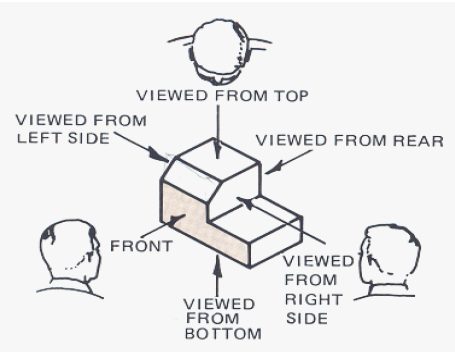 VIEWED FROM TOP
VIEWED FROM
LEFT SIDE
VIEWED FROM REAR
FRONT
VIEWED
FROM
RIGHT
SIDE
VIEWED
FROM
BOTTOM